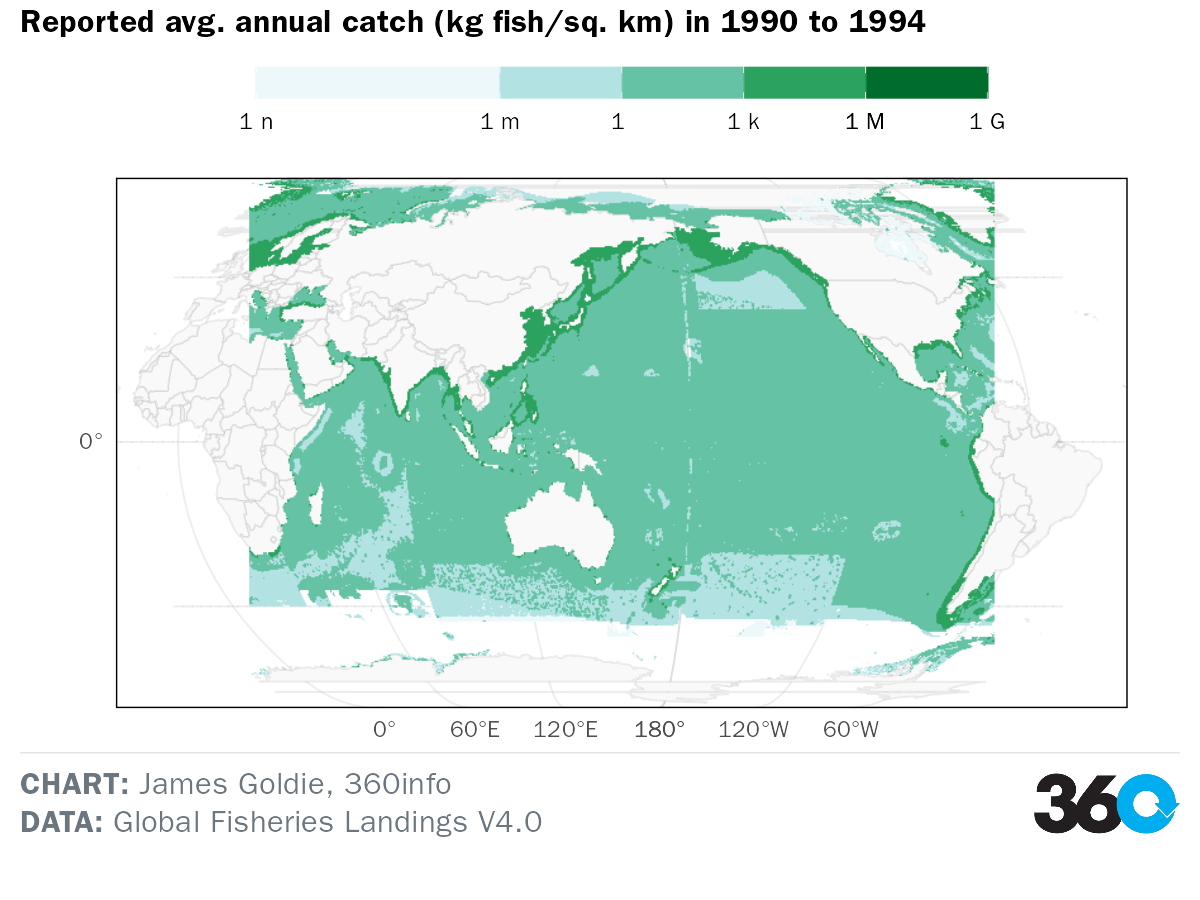 Reported avg. annual catch (kg fish/sq. km) in 1990 to 1994
1 n 1 m 1 1 k 1 M 1 G
0°
0° 60°E 120°E 180° 120°W 60°W
CHART: James Goldie, 360info
DATA: Global Fisheries Landings V4.0
360